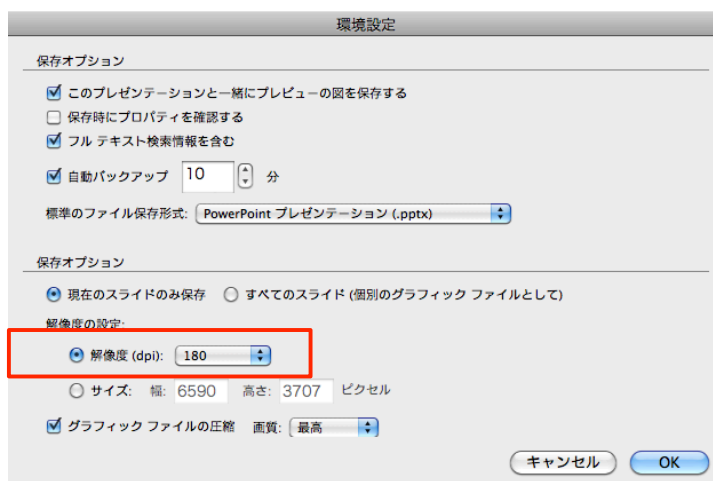 環境設定
保存オプション
このプレゼンテーションと一緒にプレビューの図を保存する
保存時にプロパティを確認する
フル テキスト検索情報を含む
自動バックアップ 10 分
標準のファイル保存形式: PowerPoint プレゼンテーション (.pptx)
保存オプション
現在のスライドのみ保存 すべてのスライド (個別のグラフィック ファイルとして)
解像度の設定:
解像度 (dpi): 180
サイズ: 幅: 6590 高さ: 3707 ピクセル
グラフィック ファイルの圧縮 画質: 最高
キャンセル OK